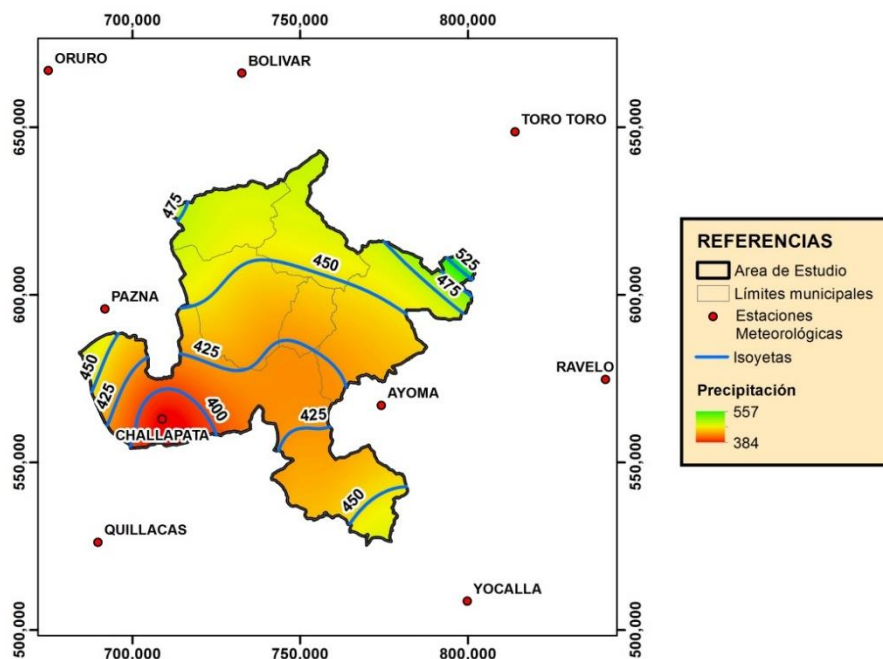 700,000
750,000
800,000
ORURO
BOLIVAR
TORO TORO
650,000
650,000
475
525
475
450
600,000
600,000
PAZNA
425
450
425
400
RAVELO
AYOMA
425
CHALLAPATA
550,000
550,000
450
QUILLACAS
YOCALLA
500,000
500,000
700,000
750,000
800,000
REFERENCIAS
Area de Estudio
Límites municipales
Estaciones
Meteorológicas
Isoyetas
Precipitación
557
384